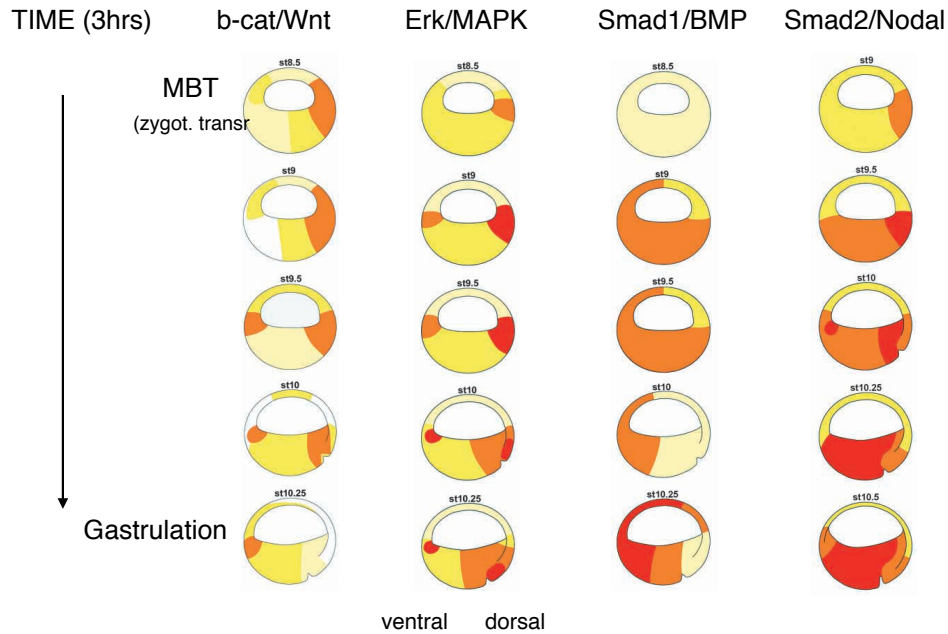 TIME (3hrs) b-cat/Wnt Erk/MAPK Smad1/BMP Smad2/Nodal
st8.5 st8.5 st8.5 st9
MBT
(zygot. transr
st9 st9 st9 st9.5
st9.5 st9.5 st9.5 st10
st10 st10 st10 st10.25
st10.25 st10.25 st10.25 st10.5
Gastrulation
ventral dorsal